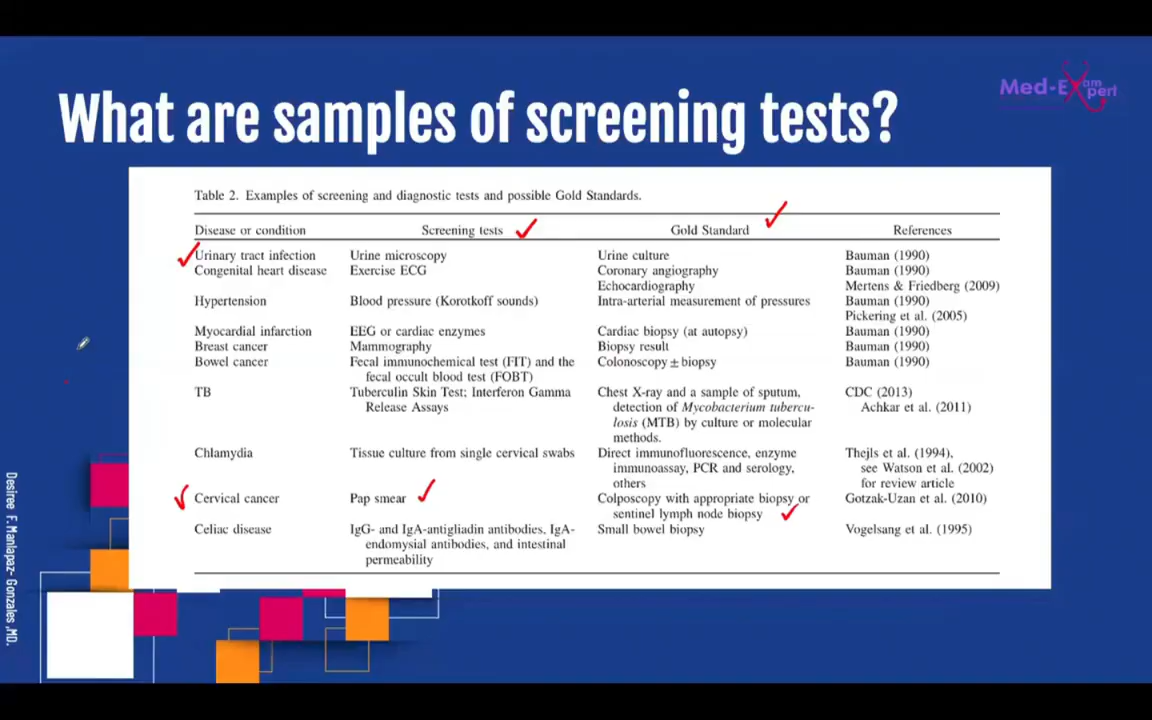 Med-Exam
xpert
What are samples of screening tests?
Table 2. Examples of screening and diagnostic tests and possible Gold Standards.
Disease or condition Screening tests Gold Standard References
Urinary tract infection Urine microscopy Urine culture Bauman (1990)
Congenital heart disease Exercise ECG Coronary angiography Bauman (1990)
Echocardiography Mertens & Friedberg (2009)
Hypertension Blood pressure (Korotkoff sounds) Intra-arterial measurement of pressures Bauman (1990)
Pickering et al. (2005)
Myocardial infarction EEG or cardiac enzymes Cardiac biopsy (at autopsy) Bauman (1990)
Breast cancer Mammography Biopsy result Bauman (1990)
Bowel cancer Fecal immunochemical test (FIT) and the Colonoscopy ± biopsy Bauman (1990)
fecal occult blood test (FOBT)
TB Tuberculin Skin Test; Interferon Gamma Chest X-ray and a sample of sputum, CDC (2013)
Release Assays detection of Mycobacterium tubercu- Achkar et al. (2011)
losis (MTB) by culture or molecular
methods.
Chlamydia Tissue culture from single cervical swabs Direct immunofluorescence, enzyme Thejls et al. (1994),
immunoassay, PCR and serology, see Watson et al. (2002)
others for review article
Cervical cancer Pap smear Colposcopy with appropriate biopsy or Gotzak-Uzan et al. (2010)
sentinel lymph node biopsy
Celiac disease IgG- and IgA-antigliadin antibodies, IgA- Small bowel biopsy Vogelsang et al. (1995)
endomysial antibodies, and intestinal
permeability
Desiree F.Manlapaz- Gonzales ,MD.